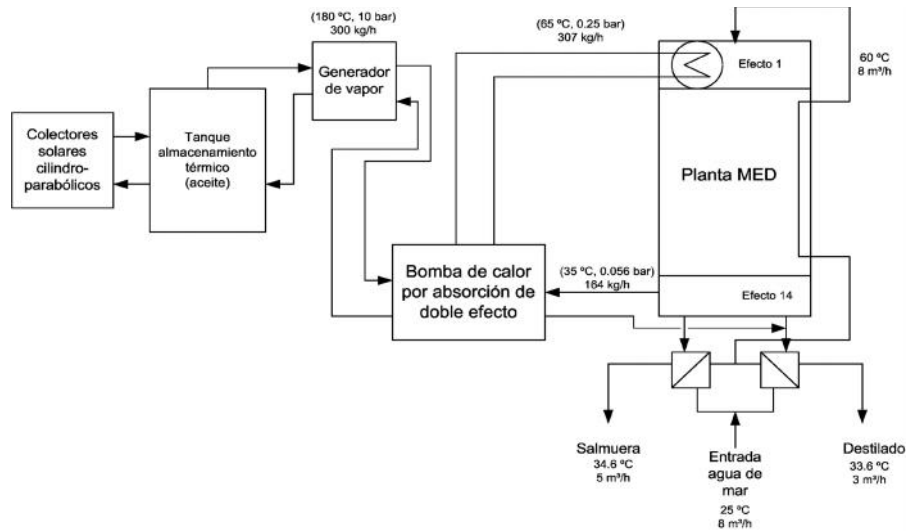 (180 ºC, 10 bar)
300 kg/h
Generador
de vapor
(65 ºC, 0.25 bar)
307 kg/h
Efecto 1
60 ºC
8 m³/h
Colectores
solares
cilindro-
parabólicos
Tanque
almacenamiento
térmico
(aceite)
Planta MED
Bomba de calor
por absorción de
doble efecto
(35 ºC, 0.056 bar)
164 kg/h
Efecto 14
Salmuera
34.6 ºC
5 m³/h
Entrada
agua de
mar
25 ºC
8 m³/h
Destilado
33.6 ºC
3 m³/h